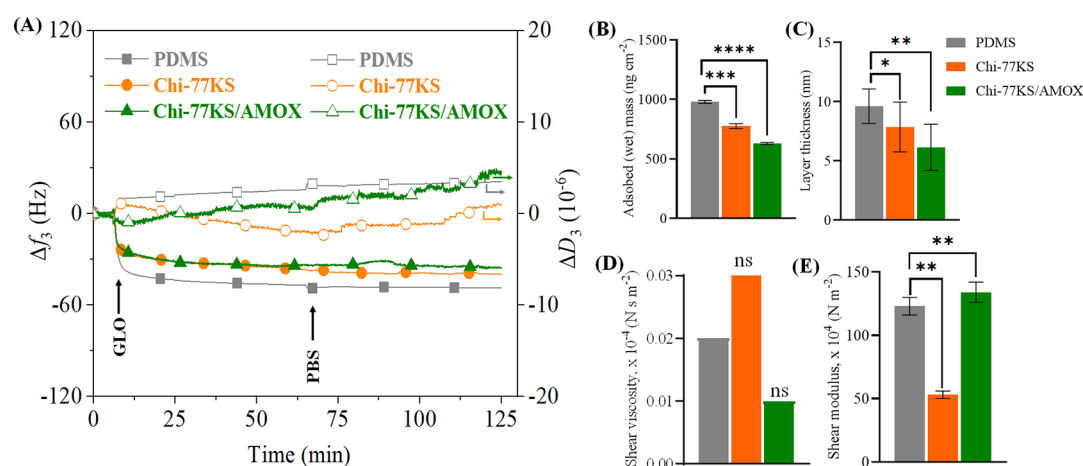 (A)
120
60
0
-60
-120
Δf3 (Hz)
PDMS
Chi-77KS
Chi-77KS/AMOX
PDMS
Chi-77KS
Chi-77KS/AMOX
GLO
PBS
20
10
0
-10
-20
ΔD3 (10-6)
0
25
50
75
100
125
Time (min)
(B)
1500
1000
500
0
Adsobed (wet) mass (ng cm-2)
****
***
(C)
15
10
5
0
Layer thickness (nm)
**
*
PDMS
Chi-77KS
Chi-77KS/AMOX
(D)
0.03
0.02
0.01
0.00
Shear viscosity, x 10-4 (N s m-2)
ns
ns
(E)
150
100
50
0
Shear modulus, x 104 (N m-2)
**
**